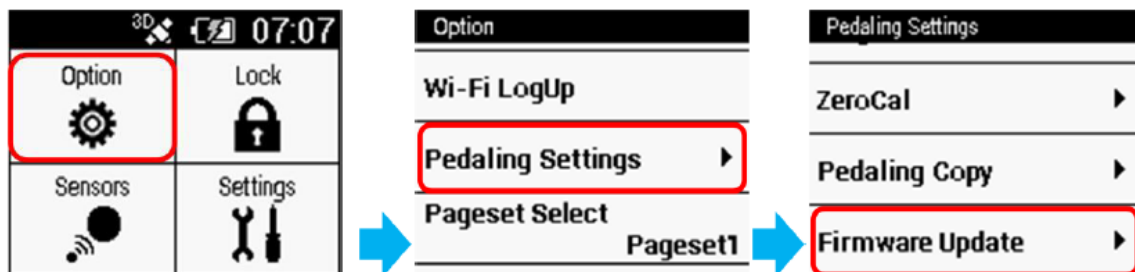 3D 07:07
Option Lock
Sensors Settings
Option
Wi-Fi LogUp
Pedaling Settings
Pageset Select
Pageset1
Pedaling Settings
ZeroCal
Pedaling Copy
Firmware Update